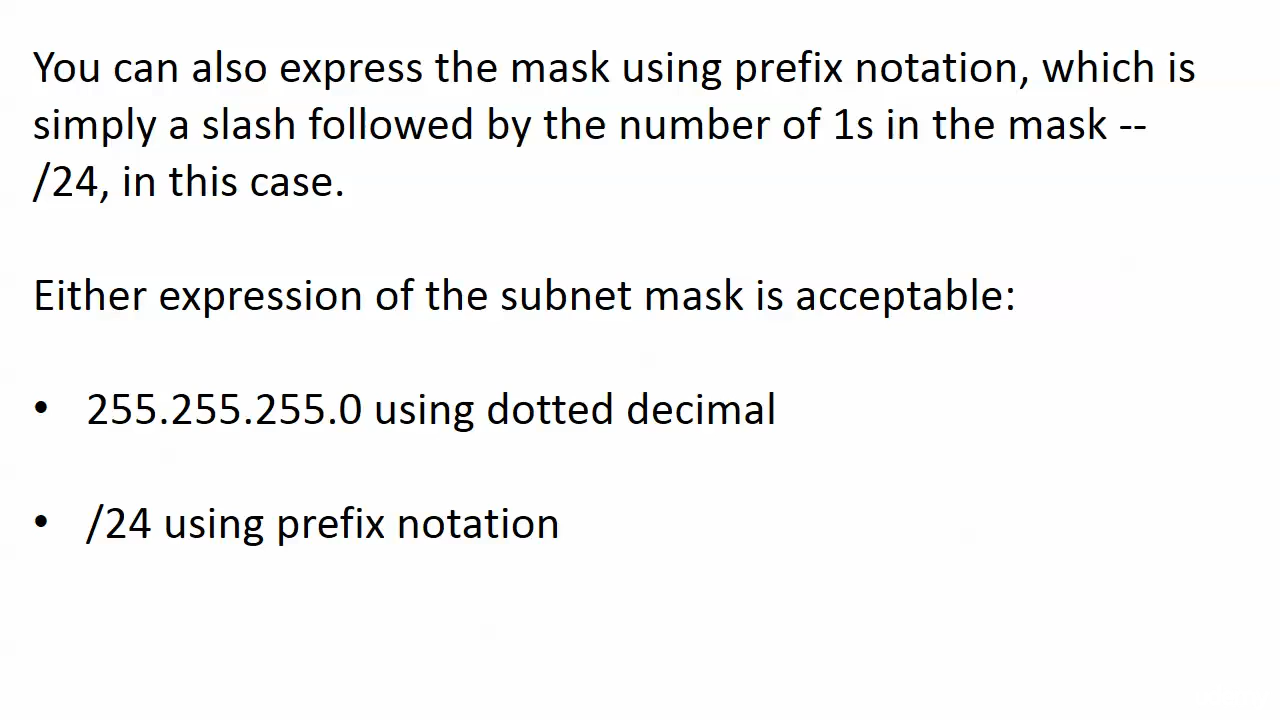 You can also express the mask using prefix notation, which is
simply a slash followed by the number of 1s in the mask --
/24, in this case.
Either expression of the subnet mask is acceptable:
• 255.255.255.0 using dotted decimal
• /24 using prefix notation